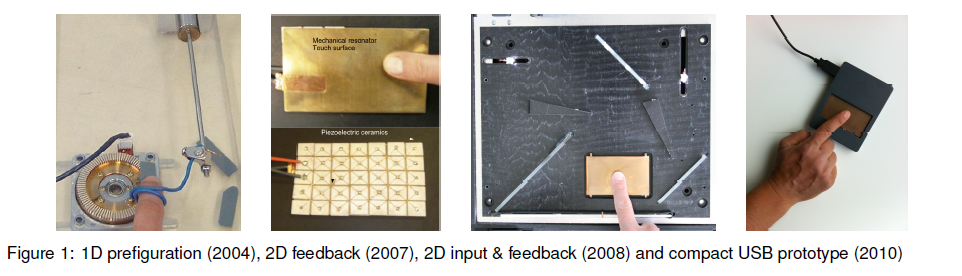 Mechanical resonator
Touch surface
Piezoelectric ceramics
Figure 1: 1D prefiguration (2004), 2D feedback (2007), 2D input & feedback (2008) and compact USB prototype (2010)